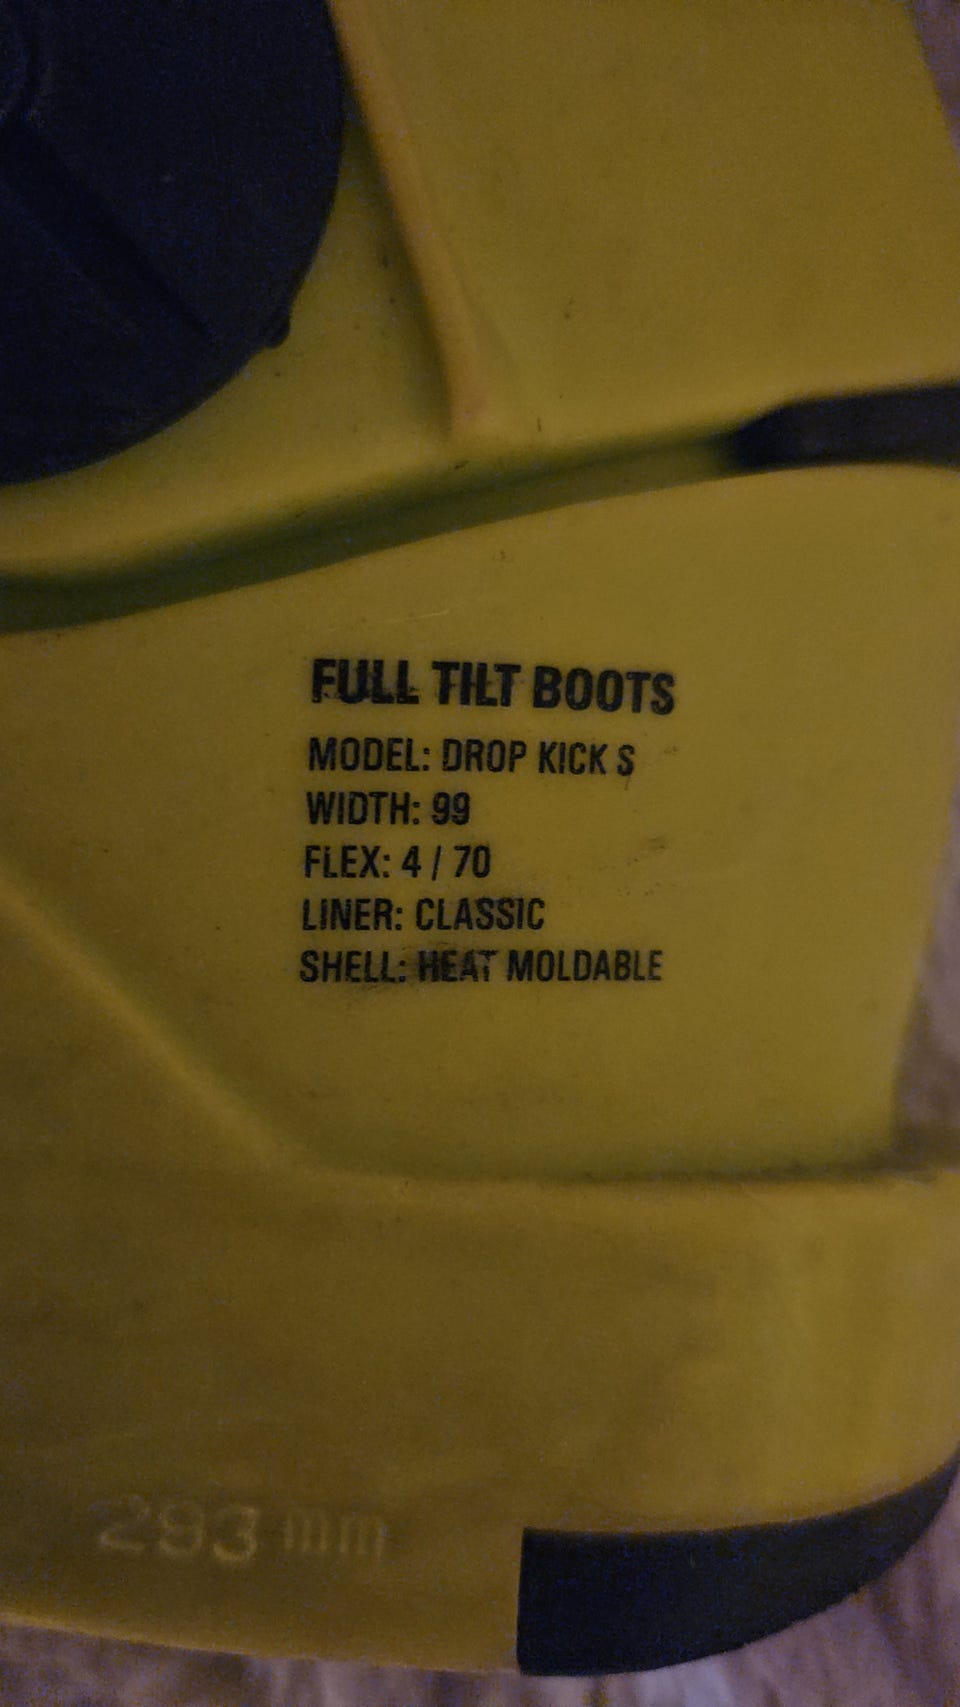 FULL TILT BOOTS
MODEL: DROP KICK S
WIDTH: 99
FLEX: 4 / 70
LINER: CLASSIC
SHELL: HEAT MOLDABLE
293 mm